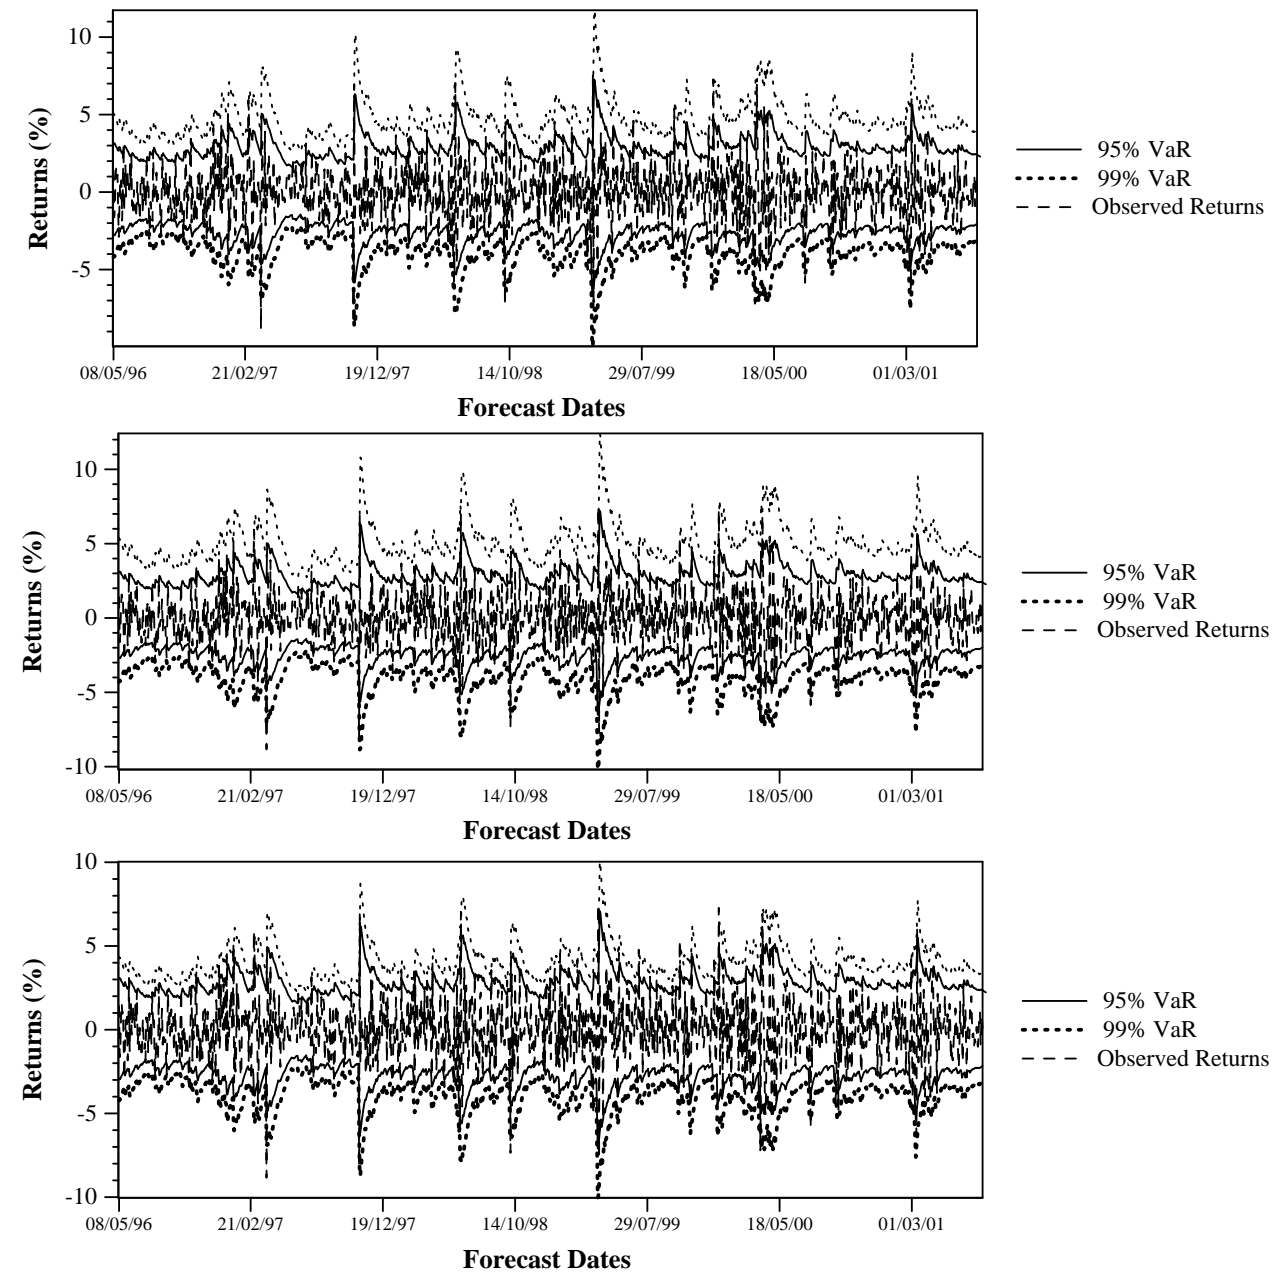 10
5
0
-5
Returns (%)
08/05/96 21/02/97 19/12/97 14/10/98 29/07/99 18/05/00 01/03/01
Forecast Dates
95% VaR
99% VaR
Observed Returns
10
5
0
-5
-10
Returns (%)
08/05/96 21/02/97 19/12/97 14/10/98 29/07/99 18/05/00 01/03/01
Forecast Dates
95% VaR
99% VaR
Observed Returns
10
5
0
-5
-10
Returns (%)
08/05/96 21/02/97 19/12/97 14/10/98 29/07/99 18/05/00 01/03/01
Forecast Dates
95% VaR
99% VaR
Observed Returns